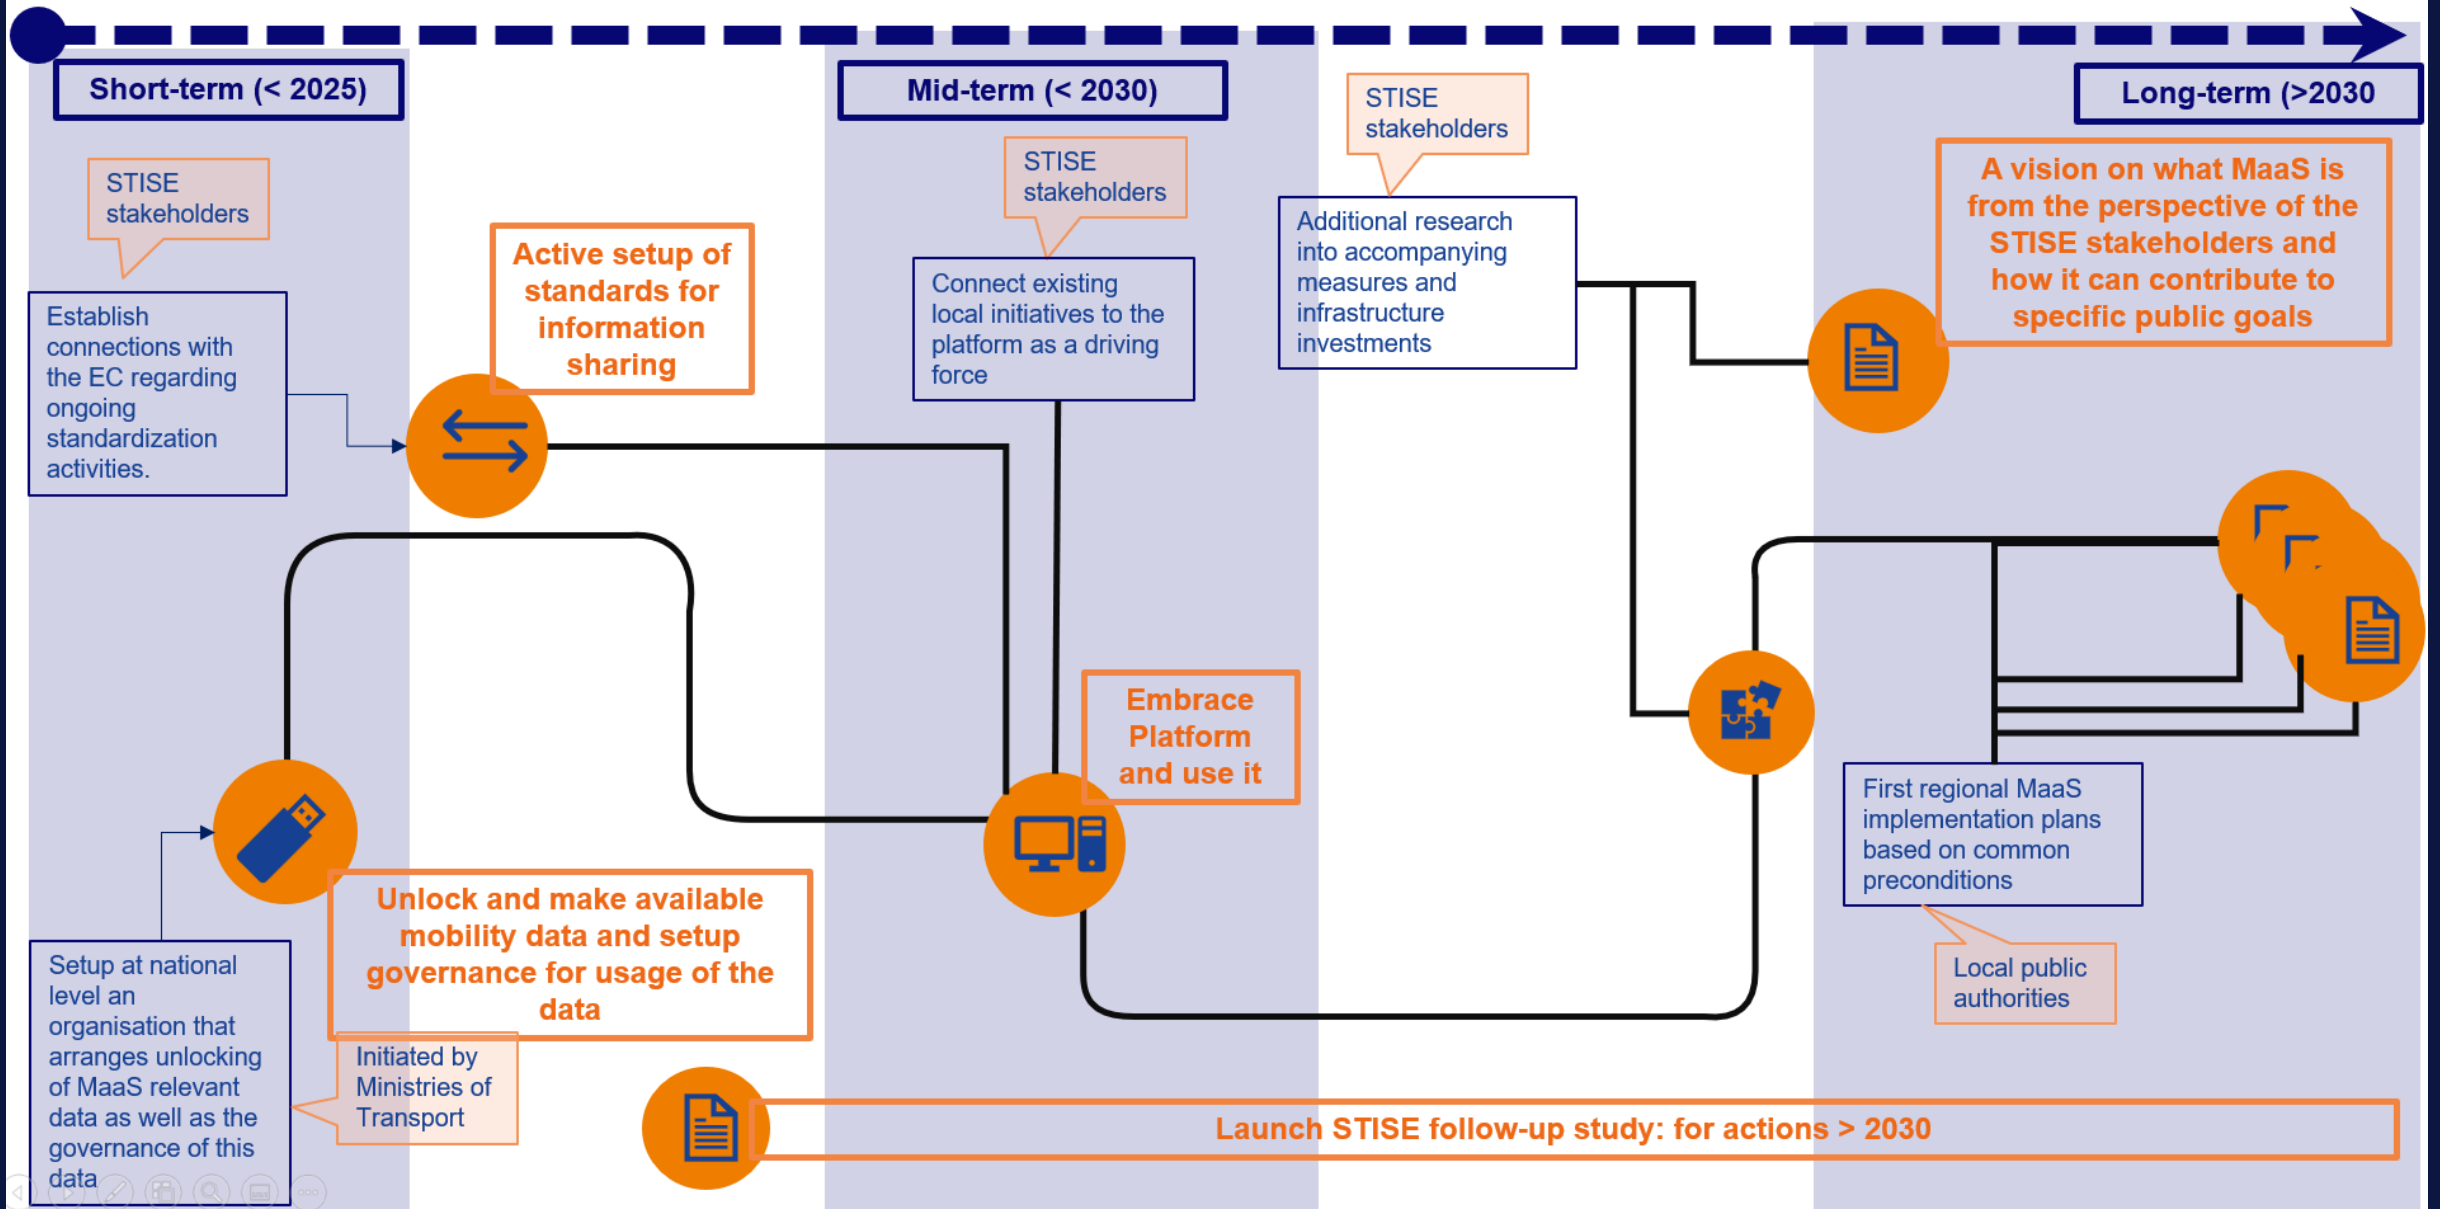 Short-term (< 2025)
Mid-term (< 2030)
Long-term (>2030
STISE
stakeholders
Establish
connections with
the EC regarding
ongoing
standardization
activities.
Active setup of
standards for
information
sharing
STISE
stakeholders
Connect existing
local initiatives to the
platform as a driving
force
STISE
stakeholders
Additional research
into accompanying
measures and
infrastructure
investments
A vision on what MaaS is
from the perspective of the
STISE stakeholders and
how it can contribute to
specific public goals
Embrace
Platform
and use it
Unlock and make available
mobility data and setup
governance for usage of the
data
Setup at national
level an
organisation that
arranges unlocking
of MaaS relevant
data as well as the
governance of this
data
Initiated by
Ministries of
Transport
First regional MaaS
implementation plans
based on common
preconditions
Local public
authorities
Launch STISE follow-up study: for actions > 2030